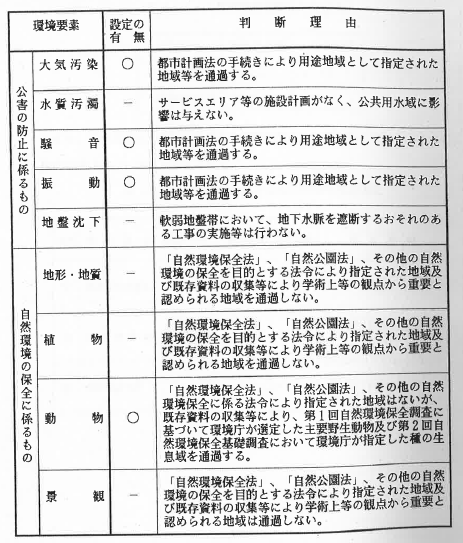 環境要素 設定の有無 判断理由
公害の防止に係るもの
大気汚染 ○ 都市計画法の手続きにより用途地域として指定された
地域等を通過する。
水質汚濁 － サービスエリア等の施設計画がなく、公共用水域に影
響は与えない。
騒音 ○ 都市計画法の手続きにより用途地域として指定された
地域等を通過する。
振動 ○ 都市計画法の手続きにより用途地域として指定された
地域等を通過する。
地盤沈下 － 軟弱地盤帯において、地下水脈を遮断するおそれのあ
る工事の実施等は行わない。
自然環境の保全に係るもの
地形・地質 － 「自然環境保全法」、「自然公園法」、その他の自然
環境の保全を目的とする法令により指定された地域及
び既存資料の収集等により学術上等の観点から重要と
認められる地域を通過しない。
植物 － 「自然環境保全法」、「自然公園法」、その他の自然
環境の保全を目的とする法令により指定された地域及
び既存資料の収集等により学術上等の観点から重要と
認められる地域を通過しない。
動物 ○ 「自然環境保全法」、「自然公園法」、その他の自然
環境保全に係る法令により指定された地域はないが、
既存資料の収集等により、第１回自然環境保全調査に
基づいて環境庁が選定した主要野生動物及び第２回自
然環境保全基礎調査において環境庁が指定した種の生
息域を通過する。
景観 － 「自然環境保全法」、「自然公園法」、その他の自然
環境の保全を目的とする法令により指定された地域及
び既存資料の収集等により学術上等の観点から重要と
認められる地域は通過しない。